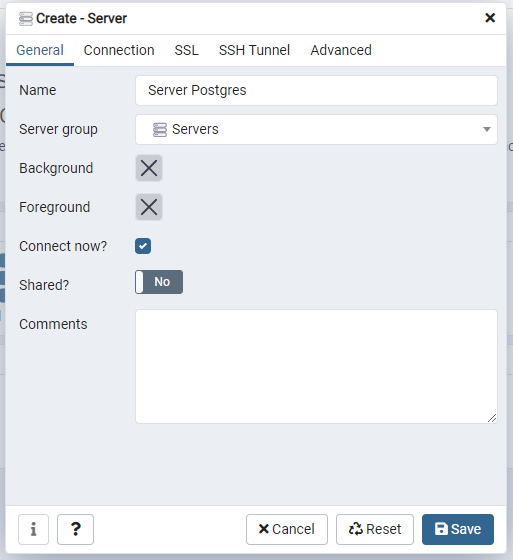 Create - Server
General Connection SSL SSH Tunnel Advanced
Name Server Postgres
Server group Servers
Background
Foreground
Connect now?
Shared? No
Comments
i ? Cancel Reset Save